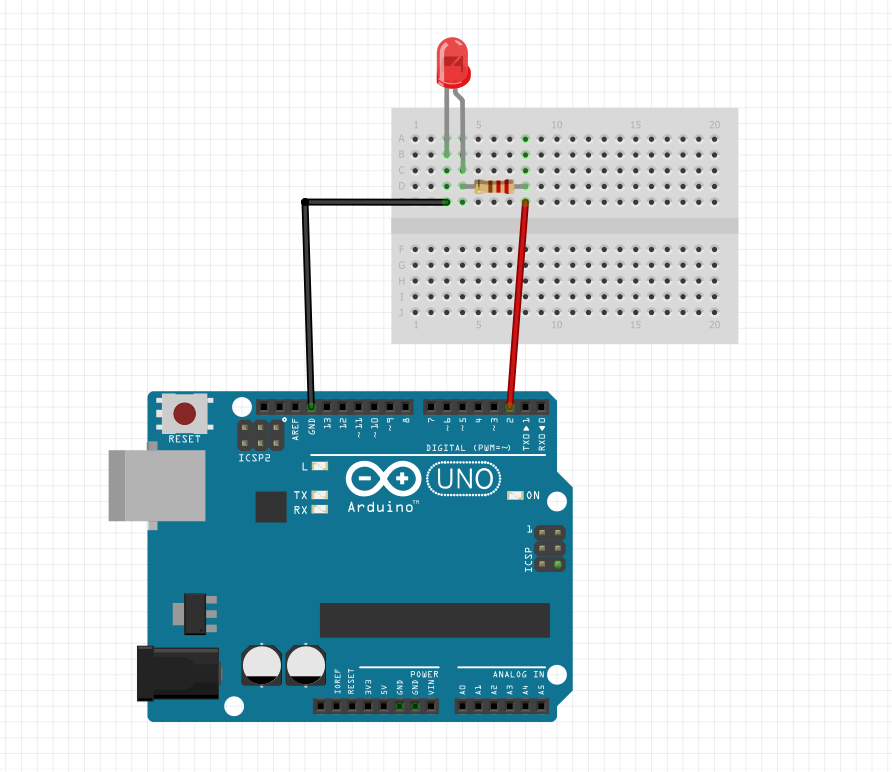 1 5 10 15 20
A
B
C
D
F
G
H
I
J
1 5 10 15 20
RESET
ICSP2
AREF
GND
13
12
~11
~10
~9
8
7
~6
~5
4
~3
2
TX0▶1
RX0◀0
DIGITAL (PWM=~)
L
TX
RX
Arduino™
UNO
ON
1
ICSP
POWER
ANALOG IN
IOREF
RESET
3V3
5V
GND
GND
VIN
A0
A1
A2
A3
A4
A5